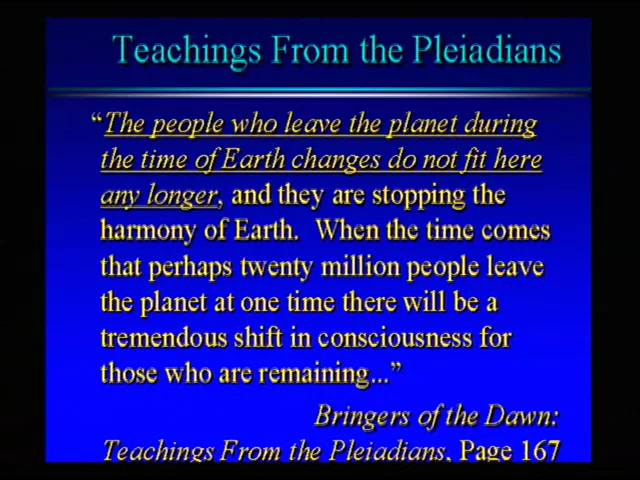 Teachings From the Pleiadians
“The people who leave the planet during
the time of Earth changes do not fit here
any longer, and they are stopping the
harmony of Earth.  When the time comes
that perhaps twenty million people leave
the planet at one time there will be a
tremendous shift in consciousness for
those who are remaining...”
Bringers of the Dawn:
Teachings From the Pleiadians, Page 167